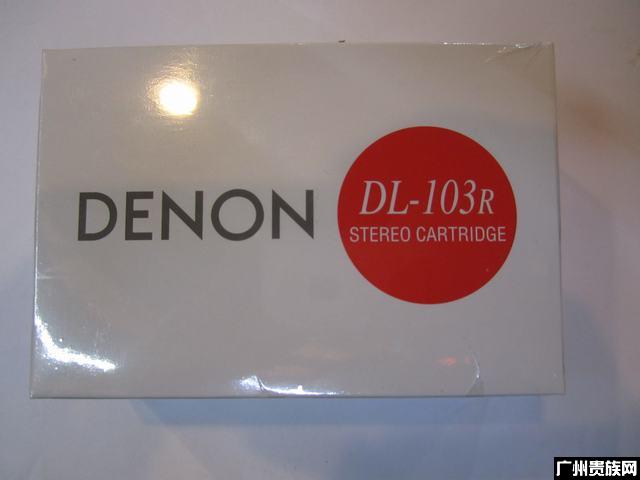 DENON
DL-103R
STEREO CARTRIDGE
广州贵族网